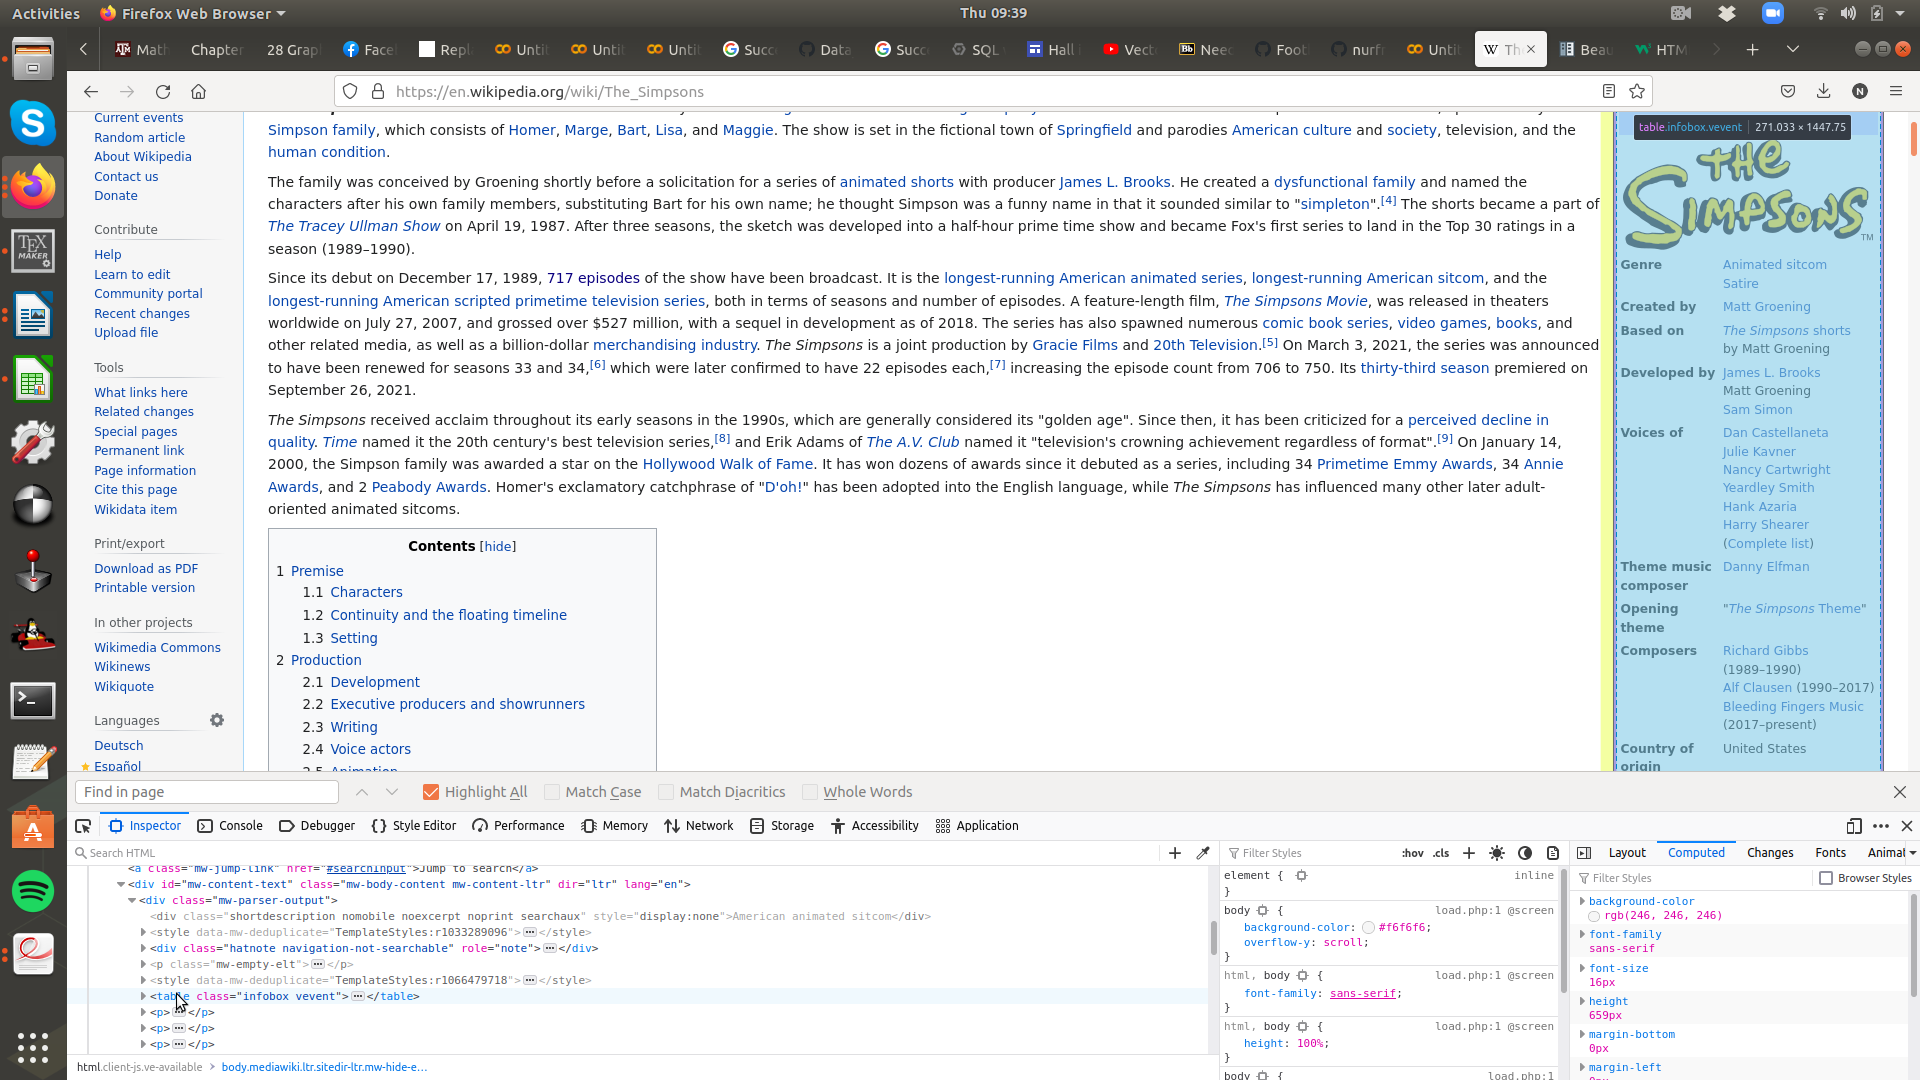 Activities
Firefox Web Browser
Thu 09:39
Math
Chapter
28 Grap
Face
Repl
Unti
Unti
Unti
Succ
Data
Succ
SQL
Hall
Vect
Need
Foot
nurf
Unti
Th
Beau
HTM
https://en.wikipedia.org/wiki/The_Simpsons
Current events
Random article
About Wikipedia
Contact us
Donate
Contribute
Help
Learn to edit
Community portal
Recent changes
Upload file
Tools
What links here
Related changes
Special pages
Permanent link
Page information
Cite this page
Wikidata item
Print/export
Download as PDF
Printable version
In other projects
Wikimedia Commons
Wikinews
Wikiquote
Languages
Deutsch
Español
Simpson family, which consists of Homer, Marge, Bart, Lisa, and Maggie. The show is set in the fictional town of Springfield and parodies American culture and society, television, and the
human condition.
The family was conceived by Groening shortly before a solicitation for a series of animated shorts with producer James L. Brooks. He created a dysfunctional family and named the
characters after his own family members, substituting Bart for his own name; he thought Simpson was a funny name in that it sounded similar to "simpleton".[4] The shorts became a part of
The Tracey Ullman Show on April 19, 1987. After three seasons, the sketch was developed into a half-hour prime time show and became Fox's first series to land in the Top 30 ratings in a
season (1989–1990).
Since its debut on December 17, 1989, 717 episodes of the show have been broadcast. It is the longest-running American animated series, longest-running American sitcom, and the
longest-running American scripted primetime television series, both in terms of seasons and number of episodes. A feature-length film, The Simpsons Movie, was released in theaters
worldwide on July 27, 2007, and grossed over $527 million, with a sequel in development as of 2018. The series has also spawned numerous comic book series, video games, books, and
other related media, as well as a billion-dollar merchandising industry. The Simpsons is a joint production by Gracie Films and 20th Television.[5] On March 3, 2021, the series was announced
to have been renewed for seasons 33 and 34,[6] which were later confirmed to have 22 episodes each,[7] increasing the episode count from 706 to 750. Its thirty-third season premiered on
September 26, 2021.
The Simpsons received acclaim throughout its early seasons in the 1990s, which are generally considered its "golden age". Since then, it has been criticized for a perceived decline in
quality. Time named it the 20th century's best television series,[8] and Erik Adams of The A.V. Club named it "television's crowning achievement regardless of format".[9] On January 14,
2000, the Simpson family was awarded a star on the Hollywood Walk of Fame. It has won dozens of awards since it debuted as a series, including 34 Primetime Emmy Awards, 34 Annie
Awards, and 2 Peabody Awards. Homer's exclamatory catchphrase of "D'oh!" has been adopted into the English language, while The Simpsons has influenced many other later adult-
oriented animated sitcoms.
Contents [hide]
1 Premise
1.1 Characters
1.2 Continuity and the floating timeline
1.3 Setting
2 Production
2.1 Development
2.2 Executive producers and showrunners
2.3 Writing
2.4 Voice actors
2.5 Animation
table.infobox.vevent | 271.033 × 1447.75
THE
SIMPSONS
TM
Genre Animated sitcom
Satire
Created by Matt Groening
Based on The Simpsons shorts
by Matt Groening
Developed by James L. Brooks
Matt Groening
Sam Simon
Voices of Dan Castellaneta
Julie Kavner
Nancy Cartwright
Yeardley Smith
Hank Azaria
Harry Shearer
(Complete list)
Theme music Danny Elfman
composer
Opening "The Simpsons Theme"
theme
Composers Richard Gibbs
(1989–1990)
Alf Clausen (1990–2017)
Bleeding Fingers Music
(2017–present)
Country of United States
origin
Find in page
Highlight All
Match Case
Match Diacritics
Whole Words
Inspector
Console
Debugger
Style Editor
Performance
Memory
Network
Storage
Accessibility
Application
Search HTML
<a class="mw-jump-link" href="#searchInput">Jump to search</a>
<div id="mw-content-text" class="mw-body-content mw-content-ltr" dir="ltr" lang="en">
<div class="mw-parser-output">
<div class="shortdescription nomobile noexcerpt noprint searchaux" style="display:none">American animated sitcom</div>
<style data-mw-deduplicate="TemplateStyles:r1033289096"></style>
<div class="hatnote navigation-not-searchable" role="note"></div>
<p class="mw-empty-elt"></p>
<style data-mw-deduplicate="TemplateStyles:r1066479718"></style>
<table class="infobox vevent"></table>
<p></p>
<p></p>
<p></p>
html.client-js.ve-available
body.mediawiki.ltr.sitedir-ltr.mw-hide-e…
Filter Styles
:hov .cls
element { inline
}
body { load.php:1 @screen
background-color: #f6f6f6;
overflow-y: scroll;
}
html, body { load.php:1 @screen
font-family: sans-serif;
}
html, body { load.php:1 @screen
height: 100%;
}
body { load.php:1
Layout
Computed
Changes
Fonts
Animat
Filter Styles
Browser Styles
background-color
rgb(246, 246, 246)
font-family
sans-serif
font-size
16px
height
659px
margin-bottom
0px
margin-left